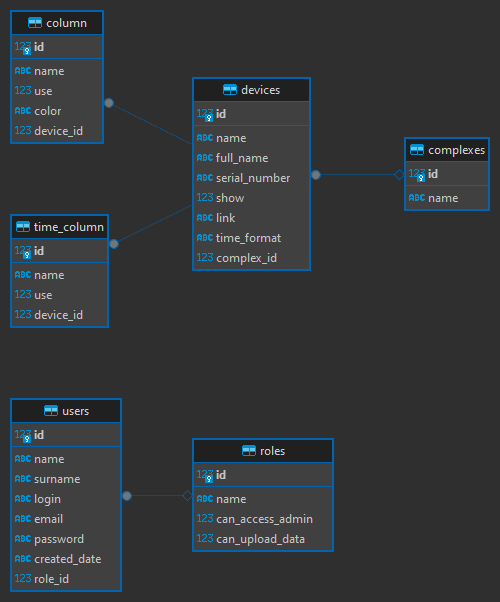 column
123 id
ABC name
123 use
ABC color
123 device_id
time_column
123 id
ABC name
123 use
123 device_id
devices
123 id
ABC name
ABC full_name
ABC serial_number
123 show
ABC link
ABC time_format
123 complex_id
complexes
123 id
ABC name
users
123 id
ABC name
ABC surname
ABC login
ABC email
ABC password
ABC created_date
123 role_id
roles
123 id
ABC name
123 can_access_admin
123 can_upload_data